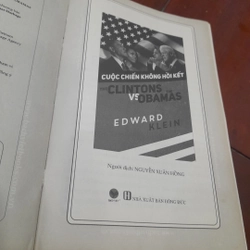 CUỘC CHIẾN KHÔNG HỒI KẾT
CLINTONS
VS OBAMAS
EDWARD
KLEIN
Người dịch: NGUYỄN XUÂN HỒNG
NHÀ XUẤT BẢN HỒNG ĐỨC